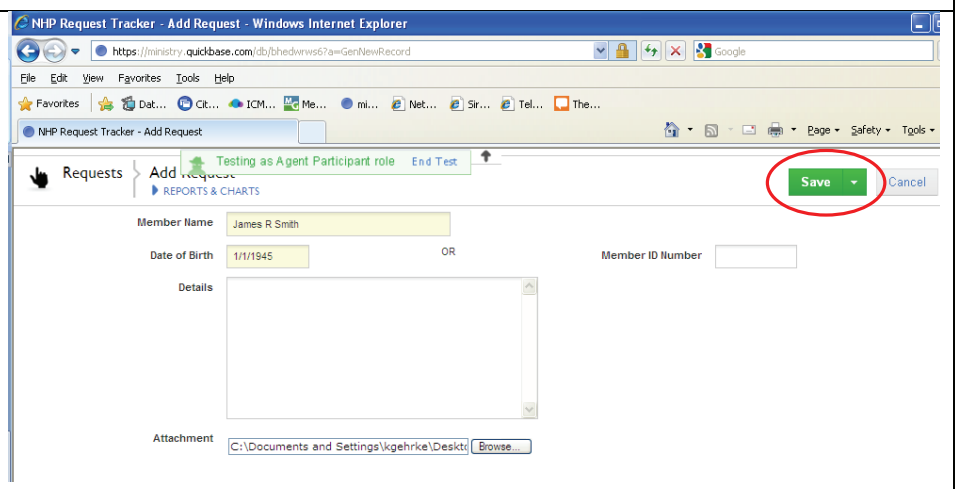 NHP Request Tracker - Add Request - Windows Internet Explorer
https://ministry.quickbase.com/db/bhedwrws6?a=GenNewRecord Google
File Edit View Favorites Tools Help
Favorites Dat... Cit... ICM... Me... mi... Net... Sir... Tel... The...
NHP Request Tracker - Add Request Page Safety Tools
Testing as Agent Participant role End Test
Requests Add Request Save Cancel
REPORTS & CHARTS
Member Name James R Smith
Date of Birth 1/1/1945 OR Member ID Number
Details
Attachment C:\Documents and Settings\kgehrke\Deskto Browse...